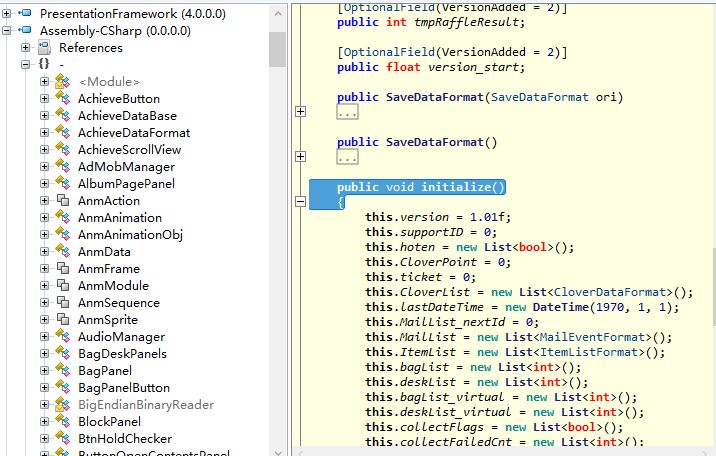 PresentationFramework (4.0.0.0)
Assembly-CSharp (0.0.0.0)
References
{} -
<Module>
AchieveButton
AchieveDataBase
AchieveDataFormat
AchieveScrollView
AdMobManager
AlbumPagePanel
AnmAction
AnmAnimation
AnmAnimationObj
AnmData
AnmFrame
AnmModule
AnmSequence
AnmSprite
AudioManager
BagDeskPanels
BagPanel
BagPanelButton
BigEndianBinaryReader
BlockPanel
BtnHoldChecker
ButtonOpenContentsPanel
[OptionalField(VersionAdded = 2)]
public int tmpRaffleResult;
[OptionalField(VersionAdded = 2)]
public float version_start;
public SaveDataFormat(SaveDataFormat ori)
...
public SaveDataFormat()
...
public void initialize()
{
this.version = 1.01f;
this.supportID = 0;
this.hoten = new List<bool>();
this.CloverPoint = 0;
this.ticket = 0;
this.CloverList = new List<CloverDataFormat>();
this.lastDateTime = new DateTime(1970, 1, 1);
this.MailList_nextId = 0;
this.MailList = new List<MailEventFormat>();
this.ItemList = new List<ItemListFormat>();
this.bagList = new List<int>();
this.deskList = new List<int>();
this.bagList_virtual = new List<int>();
this.deskList_virtual = new List<int>();
this.collectFlags = new List<bool>();
this.collectFailedCnt = new List<int>();